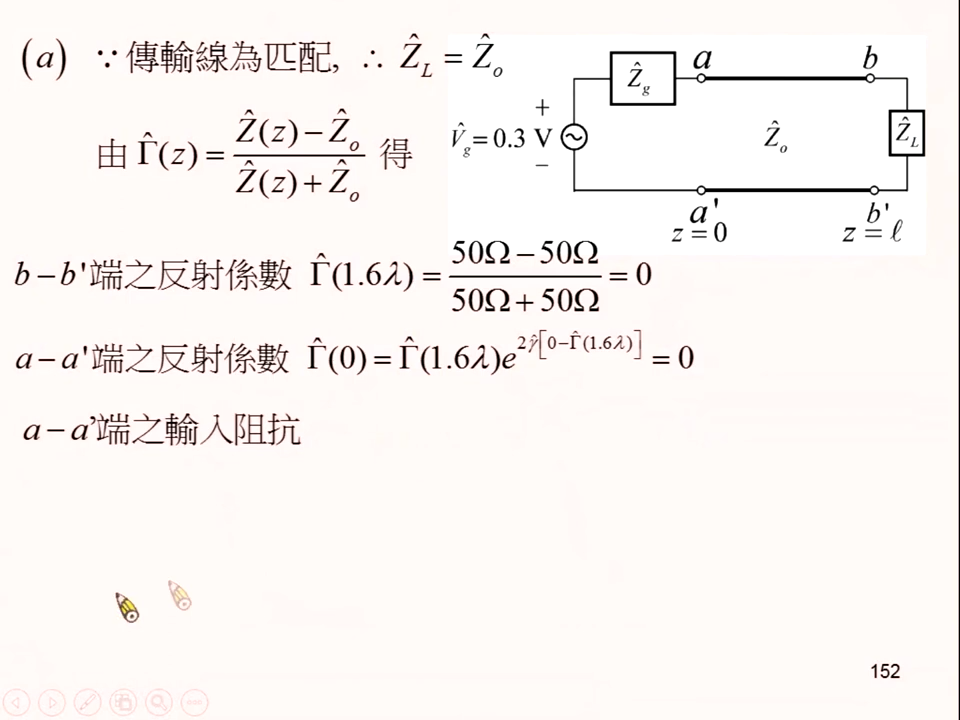 (a) ∵ 傳輸線為匹配, ∴ Ẑ_L = Ẑ_o
由 Γ̂(z) = (Ẑ(z) − Ẑ_o) / (Ẑ(z) + Ẑ_o) 得
b − b' 端之反射係數 Γ̂(1.6λ) = (50Ω − 50Ω) / (50Ω + 50Ω) = 0
a − a' 端之反射係數 Γ̂(0) = Γ̂(1.6λ)e^{2γ̂[0−Γ̂(1.6λ)]} = 0
a − a’端之輸入阻抗
Ẑ_g
a
b
+
V̂_g = 0.3 V
−
Ẑ_o
Ẑ_L
a'
z = 0
b'
z = ℓ
152